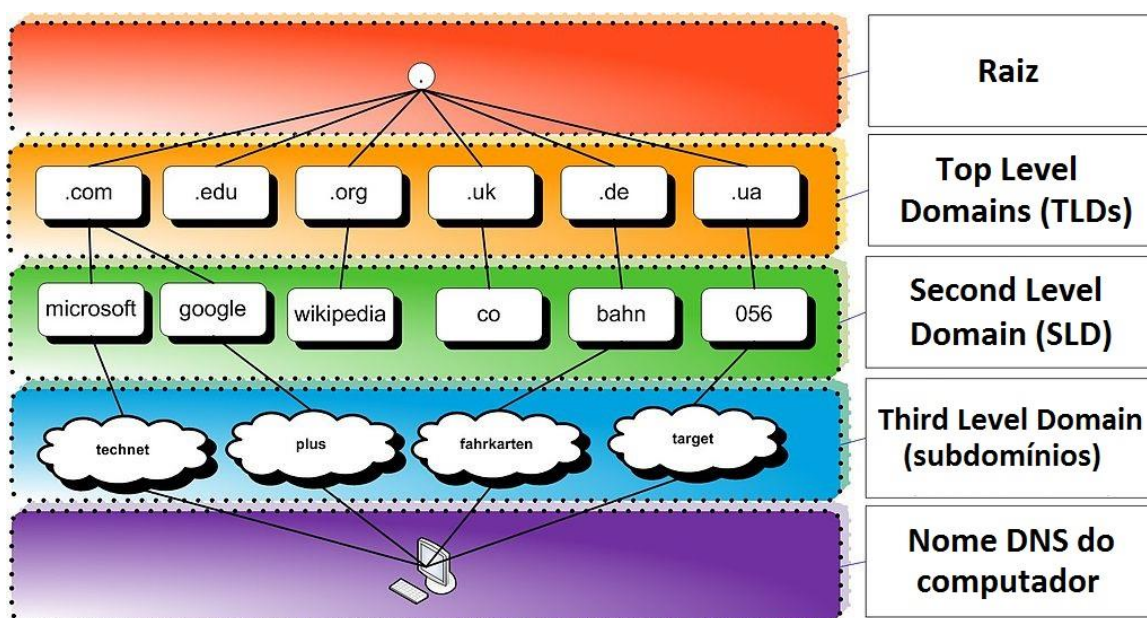 .
Raiz
.com .edu .org .uk .de .ua
Top Level
Domains (TLDs)
microsoft google wikipedia co bahn 056
Second Level
Domain (SLD)
technet plus fahrkarten target
Third Level Domain
(subdomínios)
Nome DNS do
computador